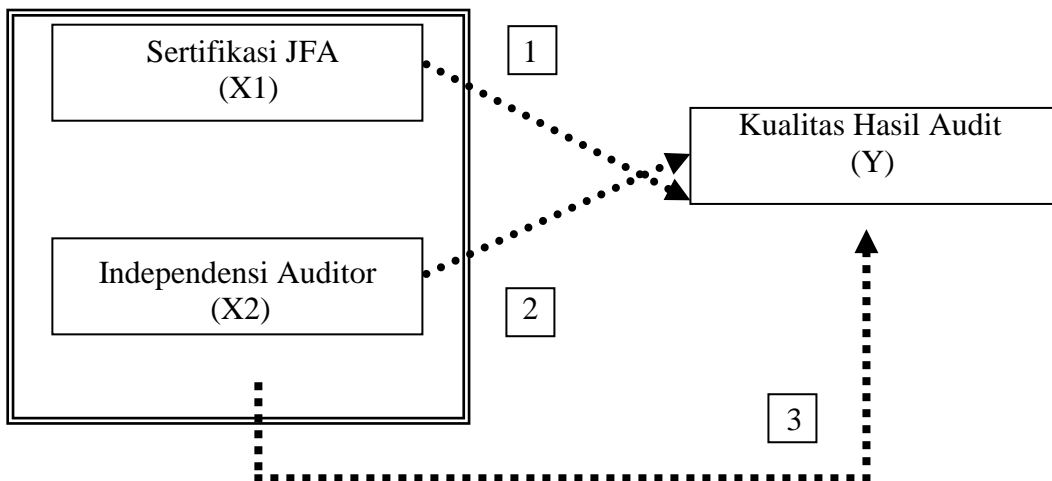 Sertifikasi JFA
(X1)
1
Kualitas Hasil Audit
(Y)
Independensi Auditor
(X2)
2
3